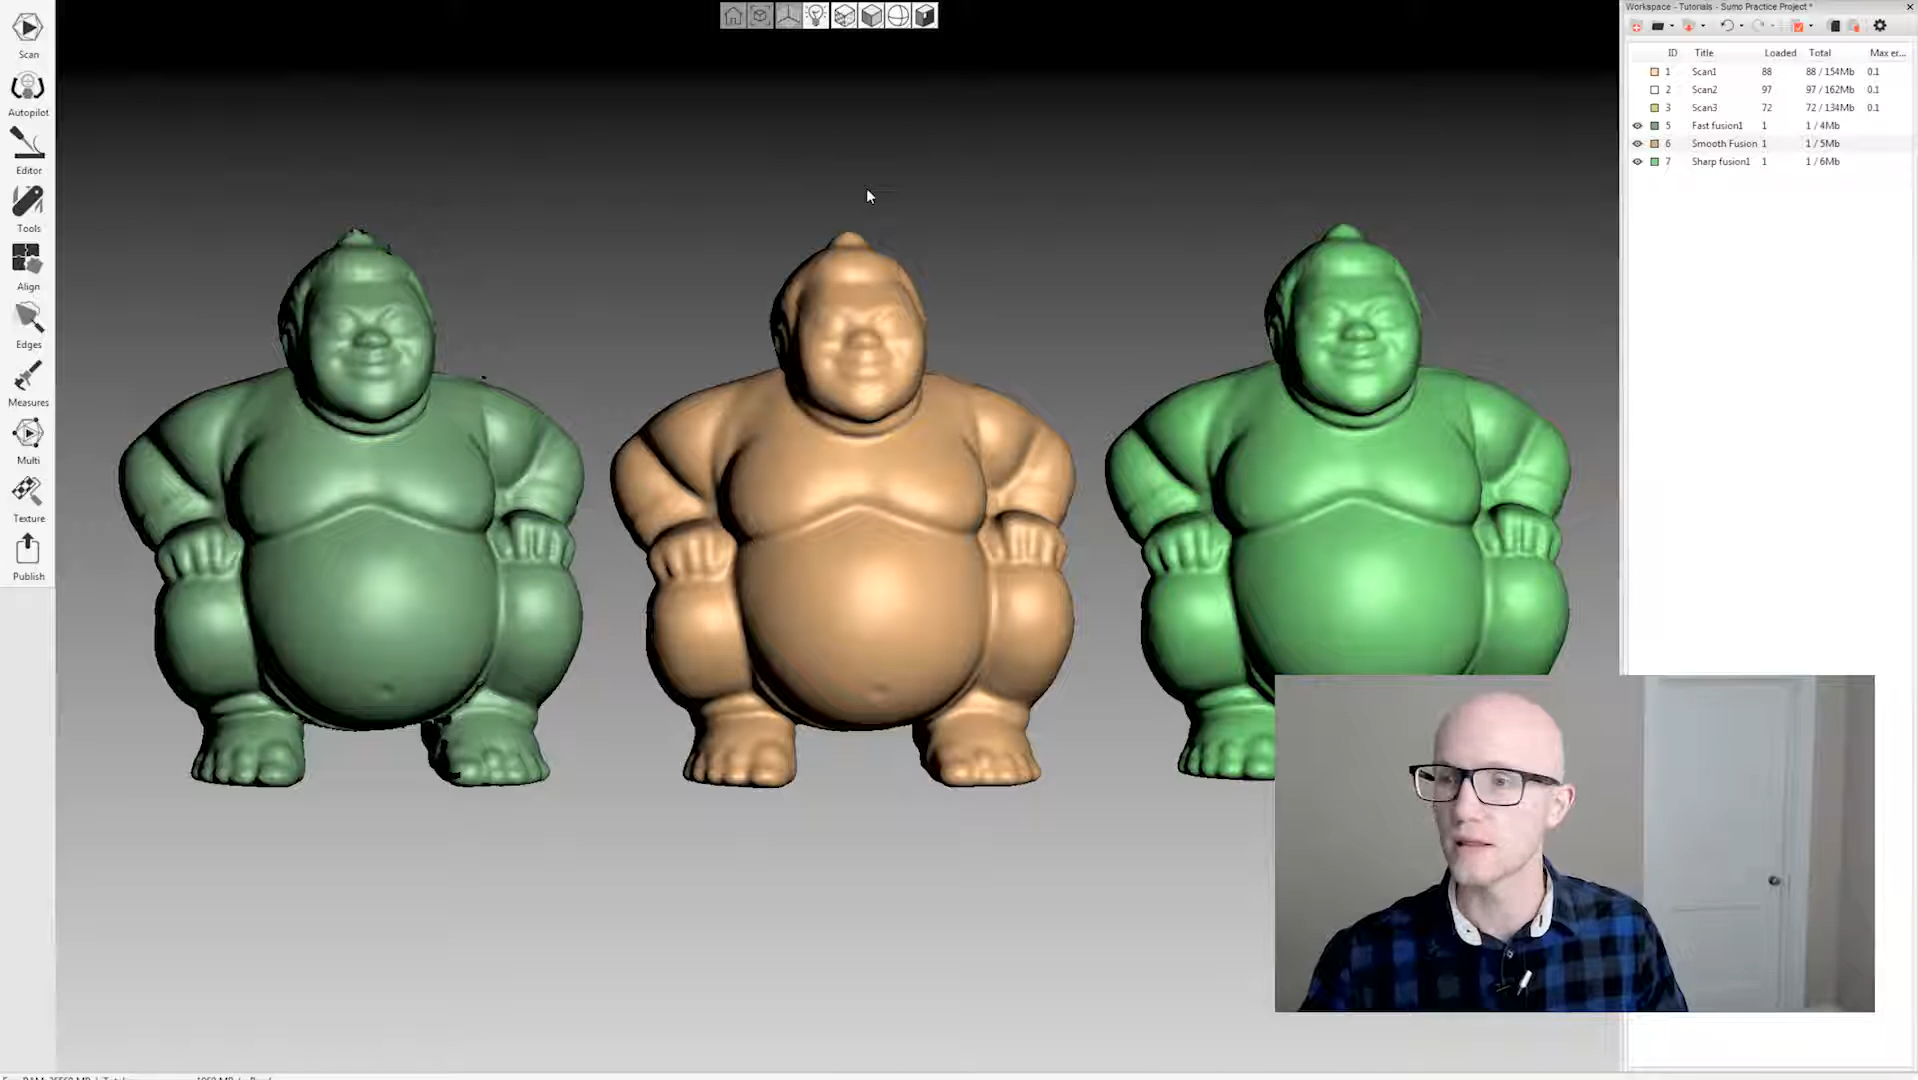 Workspace - Tutorials - Sumo Practice Project *
Scan
Autopilot
Editor
Tools
Align
Edges
Measures
Multi
Texture
Publish
ID Title Loaded Total Max er...
1 Scan1 88 88 / 154Mb 0.1
2 Scan2 97 97 / 162Mb 0.1
3 Scan3 72 72 / 134Mb 0.1
5 Fast fusion1 1 1 / 4Mb
6 Smooth Fusion 1 1 / 5Mb
7 Sharp fusion1 1 1 / 6Mb